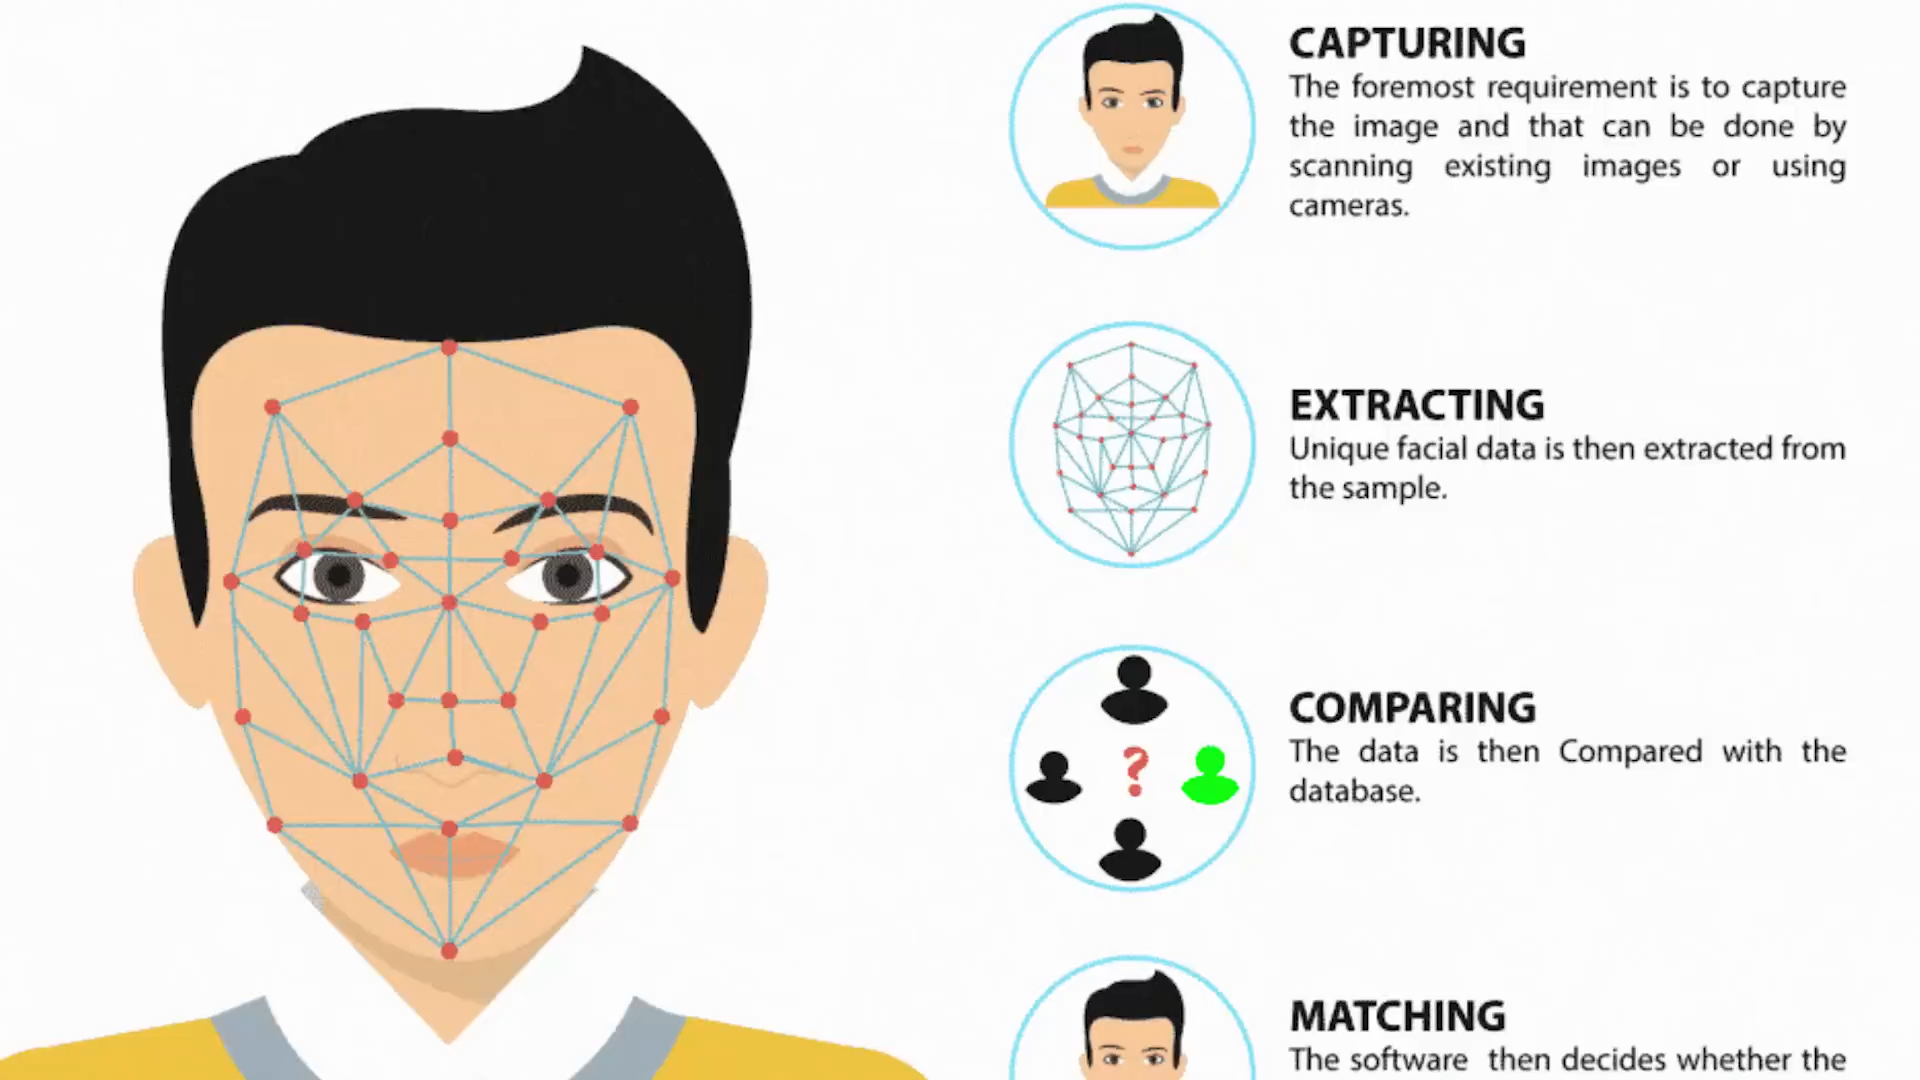 CAPTURING
The foremost requirement is to capture
the image and that can be done by
scanning existing images or using
cameras.
EXTRACTING
Unique facial data is then extracted from
the sample.
?
COMPARING
The data is then Compared with the
database.
MATCHING
The software then decides whether the